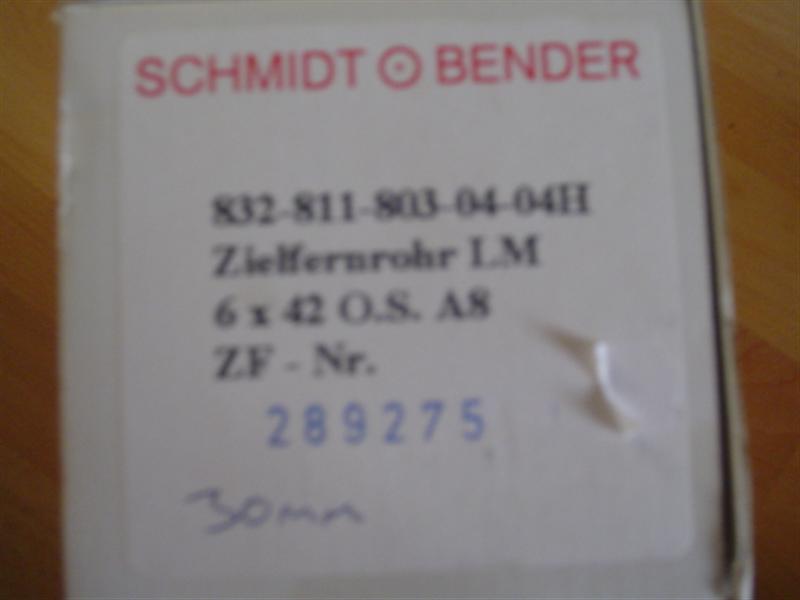 SCHMIDT BENDER
832-811-803-04-04H
Zielfernrohr LM
6 x 42 O.S. A8
ZF - Nr.
289275
30mm